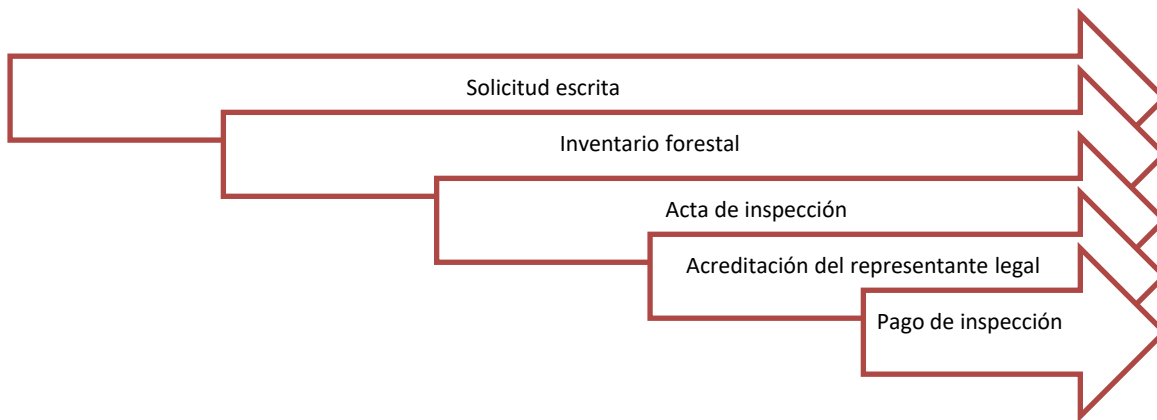 Solicitud escrita
Inventario forestal
Acta de inspección
Acreditación del representante legal
Pago de inspección